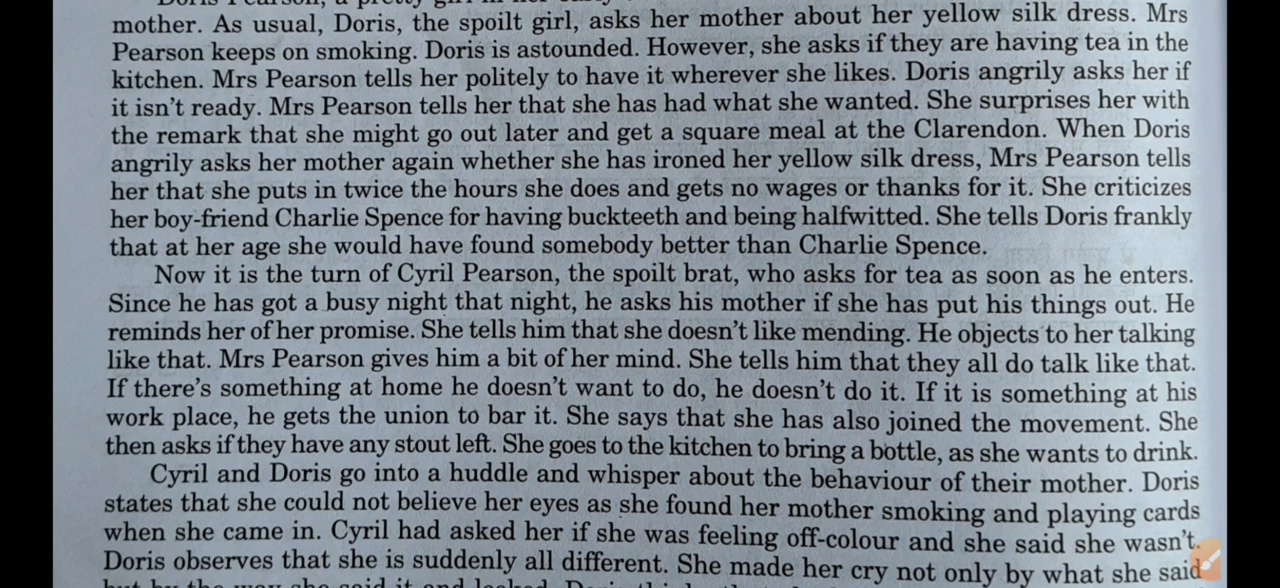 mother. As usual, Doris, the spoilt girl, asks her mother about her yellow silk dress. Mrs
Pearson keeps on smoking. Doris is astounded. However, she asks if they are having tea in the
kitchen. Mrs Pearson tells her politely to have it wherever she likes. Doris angrily asks her if
it isn't ready. Mrs Pearson tells her that she has had what she wanted. She surprises her with
the remark that she might go out later and get a square meal at the Clarendon. When Doris
angrily asks her mother again whether she has ironed her yellow silk dress, Mrs Pearson tells
her that she puts in twice the hours she does and gets no wages or thanks for it. She criticizes
her boy-friend Charlie Spence for having buckteeth and being halfwitted. She tells Doris frankly
that at her age she would have found somebody better than Charlie Spence.
Now it is the turn of Cyril Pearson, the spoilt brat, who asks for tea as soon as he enters.
Since he has got a busy night that night, he asks his mother if she has put his things out. He
reminds her of her promise. She tells him that she doesn't like mending. He objects to her talking
like that. Mrs Pearson gives him a bit of her mind. She tells him that they all do talk like that.
If there's something at home he doesn't want to do, he doesn't do it. If it is something at his
work place, he gets the union to bar it. She says that she has also joined the movement. She
then asks if they have any stout left. She goes to the kitchen to bring a bottle, as she wants to drink.
Cyril and Doris go into a huddle and whisper about the behaviour of their mother. Doris
states that she could not believe her eyes as she found her mother smoking and playing cards
when she came in. Cyril had asked her if she was feeling off-colour and she said she wasn't.
Doris observes that she is suddenly all different. She made her cry not only by what she said